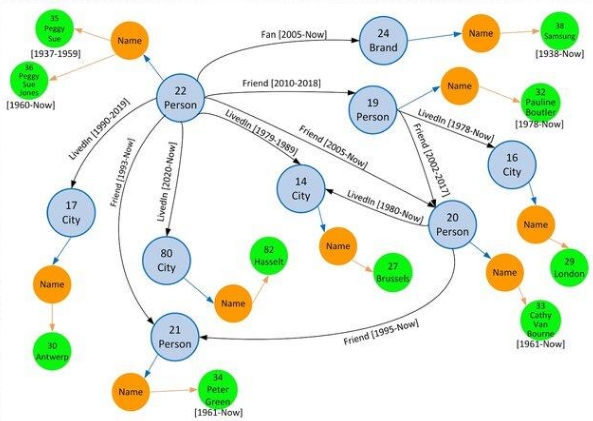 35
Peggy
Sue
[1937-1959]
Name
36
Peggy
Sue
Jones
[1960-Now]
22
Person
Fan [2005-Now]
24
Brand
Name
38
Samsung
[1938-Now]
Friend [2010-2018]
19
Person
Name
32
Pauline
Boutler
[1978-Now]
LivedIn [1978-Now]
16
City
Name
29
London
LivedIn [1990-2019]
17
City
Name
30
Antwerp
Friend [1993-Now]
LivedIn [2020-Now]
80
City
Name
82
Hasselt
LivedIn [1979-1989]
14
City
Name
27
Brussels
Friend [2005-Now]
Friend [2002-2017]
LivedIn [1980-Now]
20
Person
Name
33
Cathy
Van
Bourne
[1961-Now]
Friend [1995-Now]
21
Person
Name
34
Peter
Green
[1961-Now]